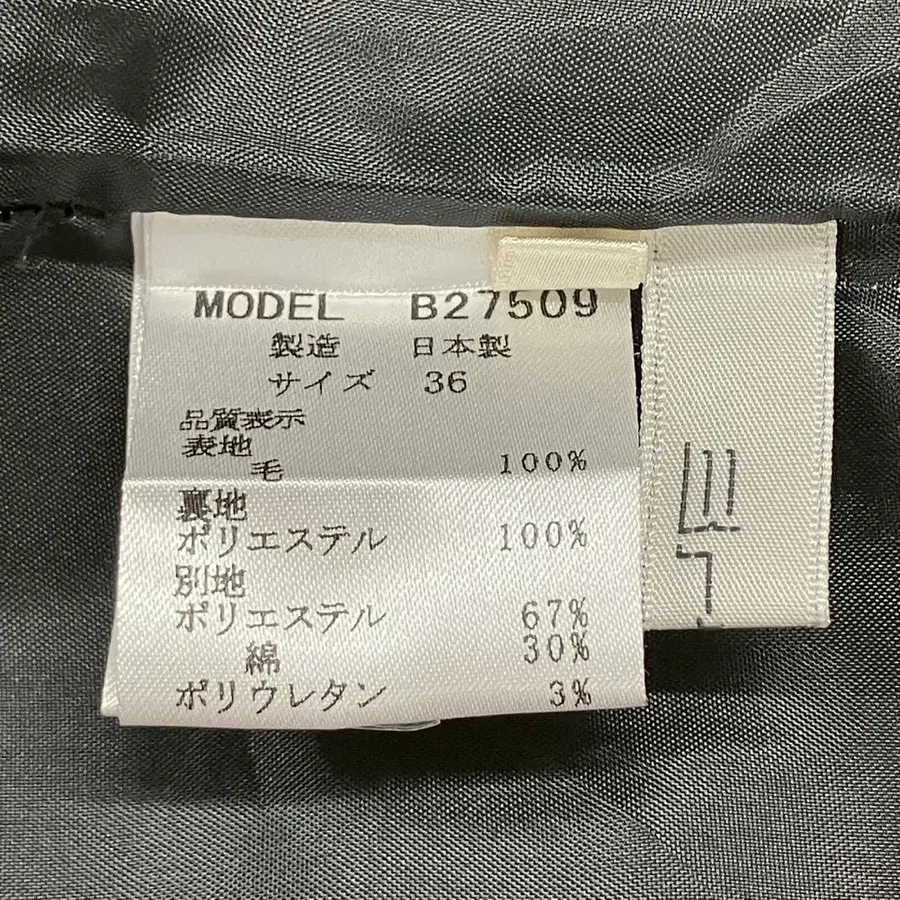 MODEL B27509
製造 日本製
サイズ 36
品質表示
表地
毛 100%
裏地
ポリエステル 100%
別地
ポリエステル 67%
綿 30%
ポリウレタン 3%